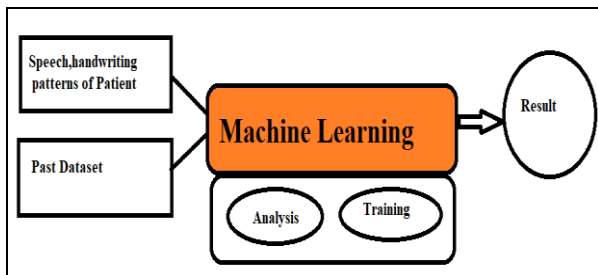 Speech,handwriting
patterns of Patient
Past Dataset
Machine Learning
Analysis
Training
Result